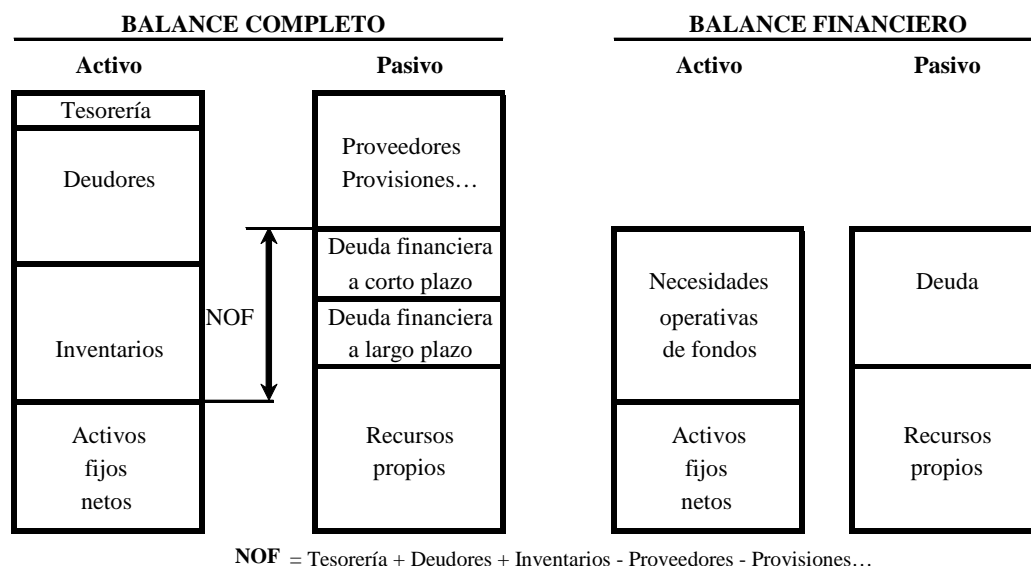 BALANCE COMPLETO
Activo
Pasivo
Tesorería
Deudores
Inventarios
Activos
fijos
netos
NOF
Proveedores
Provisiones…
Deuda financiera
a corto plazo
Deuda financiera
a largo plazo
Recursos
propios
BALANCE FINANCIERO
Activo
Pasivo
Necesidades
operativas
de fondos
Activos
fijos
netos
Deuda
Recursos
propios
NOF = Tesorería + Deudores + Inventarios - Proveedores - Provisiones…